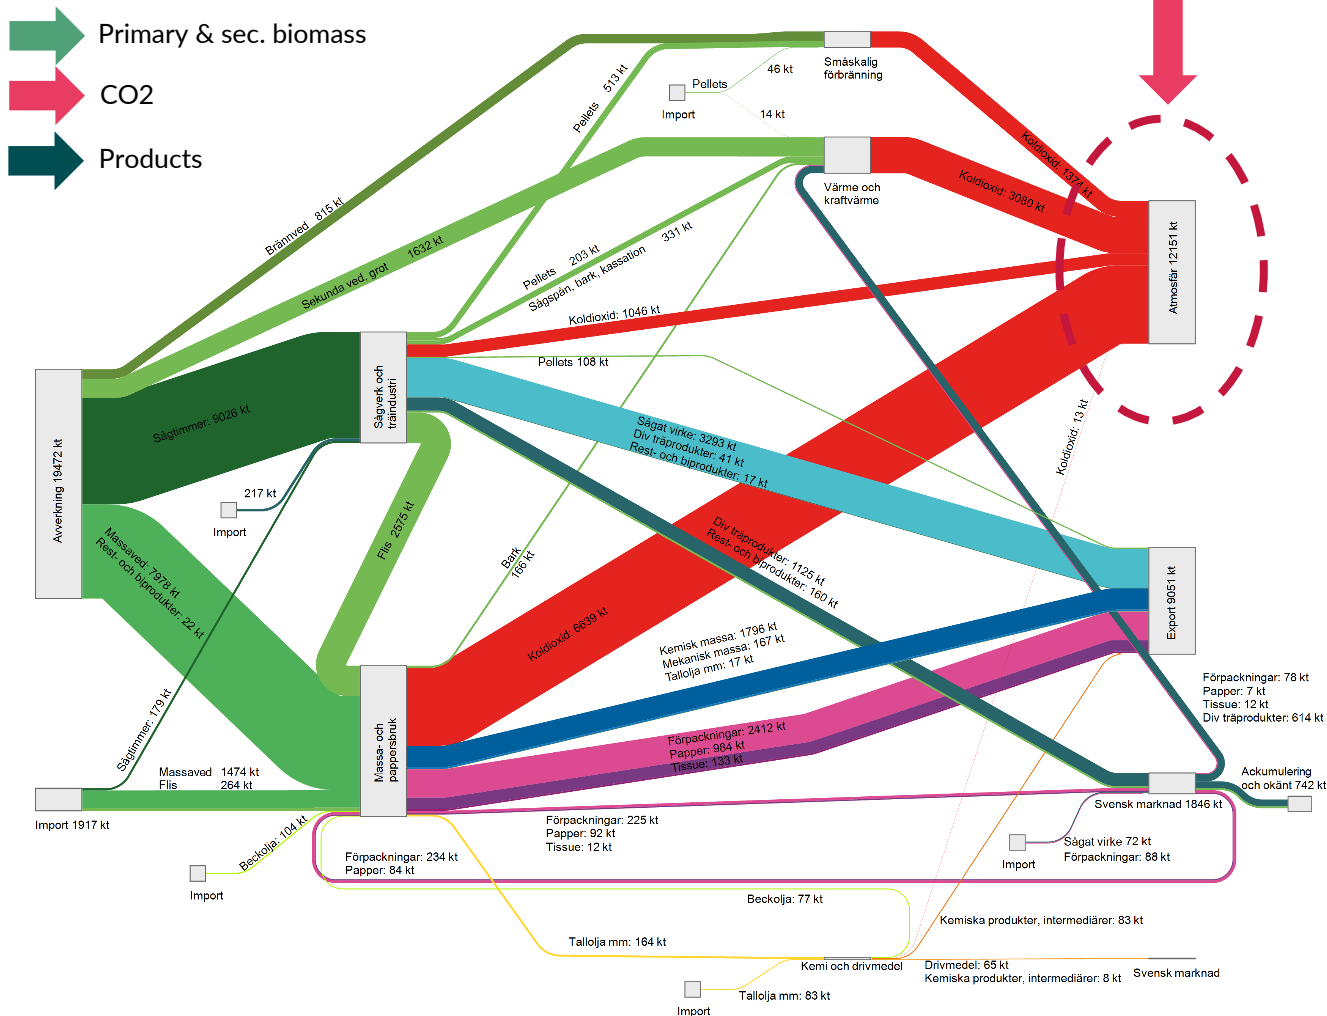 Primary & sec. biomass
CO2
Products
Pellets 513 kt
46 kt
Pellets
Import
14 kt
Småskalig
förbränning
Koldioxid: 1374 kt
Värme och
kraftvärme
Koldioxid: 3080 kt
Brännved 815 kt
Sekunda ved. grot 1632 kt
Pellets 203 kt
Sågspån, bark, kassation 331 kt
Koldioxid: 1046 kt
Atmosfär 12151 kt
Pellets 108 kt
Avverkning 19472 kt
Sågtimmer: 9026 kt
Sågverk och
träindustri
Sågat virke: 3293 kt
Div träprodukter: 41 kt
Rest- och biprodukter: 17 kt
Koldioxid: 13 kt
217 kt
Import
Flis 2575 kt
Massaved: 7978 kt
Rest- och biprodukter: 22 kt
Bark
166 kt
Div träprodukter: 1125 kt
Rest- och biprodukter: 160 kt
Export 9051 kt
Koldioxid: 6639 kt
Kemisk massa: 1796 kt
Mekanisk massa: 167 kt
Tallolja mm: 17 kt
Förpackningar: 78 kt
Papper: 7 kt
Tissue: 12 kt
Div träprodukter: 614 kt
Sågtimmer: 179 kt
Massa- och
pappersbruk
Förpackningar: 2412 kt
Papper: 984 kt
Tissue: 133 kt
Massaved 1474 kt
Flis 264 kt
Import 1917 kt
Ackumulering
och okänt 742 kt
Svensk marknad 1846 kt
Beckolja: 104 kt
Import
Förpackningar: 225 kt
Papper: 92 kt
Tissue: 12 kt
Förpackningar: 234 kt
Papper: 84 kt
Sågat virke 72 kt
Förpackningar: 88 kt
Import
Beckolja: 77 kt
Kemiska produkter, intermediärer: 83 kt
Tallolja mm: 164 kt
Kemi och drivmedel
Drivmedel: 65 kt
Kemiska produkter, intermediärer: 8 kt
Svensk marknad
Tallolja mm: 83 kt
Import